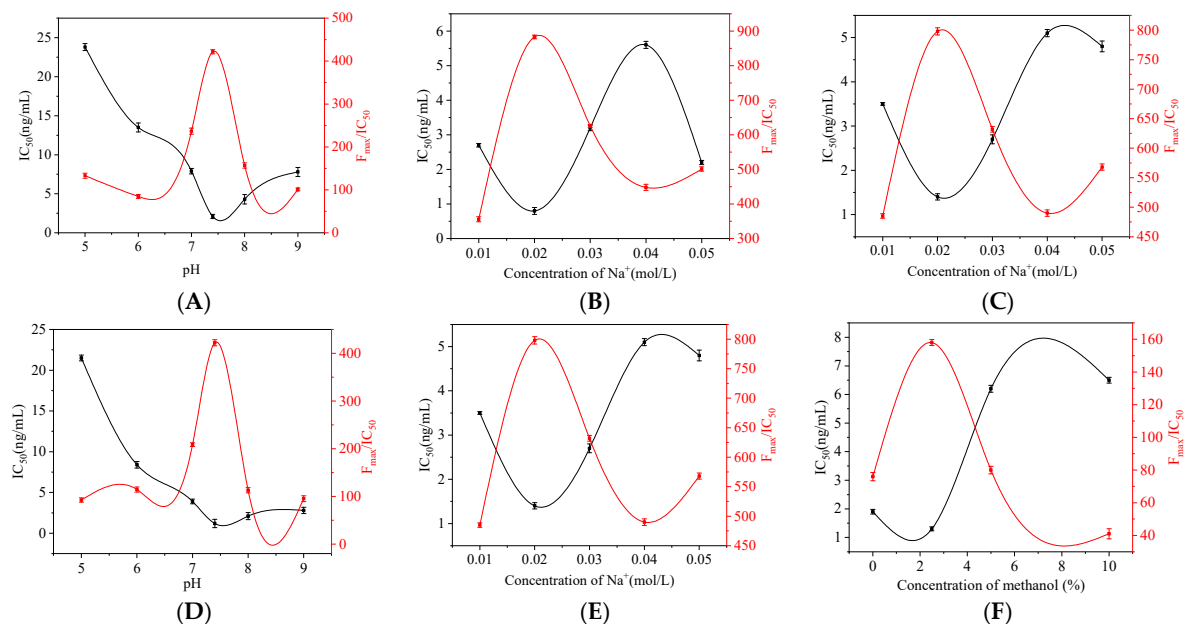 25
20
15
10
5
0
IC50(ng/mL)
5 6 7 8 9
pH
500
400
300
200
100
0
Fmax/IC50
(A)
6
5
4
3
2
1
0
IC50(ng/mL)
0.01 0.02 0.03 0.04 0.05
Concentration of Na+(mol/L)
900
800
700
600
500
400
300
Fmax/IC50
(B)
5
4
3
2
1
IC50(ng/mL)
0.01 0.02 0.03 0.04 0.05
Concentration of Na+(mol/L)
800
750
700
650
600
550
500
450
Fmax/IC50
(C)
25
20
15
10
5
0
IC50(ng/mL)
5 6 7 8 9
pH
400
300
200
100
0
Fmax/IC50
(D)
5
4
3
2
1
IC50(ng/mL)
0.01 0.02 0.03 0.04 0.05
Concentration of Na+(mol/L)
800
750
700
650
600
550
500
450
Fmax/IC50
(E)
8
7
6
5
4
3
2
1
IC50(ng/mL)
0 2 4 6 8 10
Concentration of methanol (%)
160
140
120
100
80
60
40
Fmax/IC50
(F)